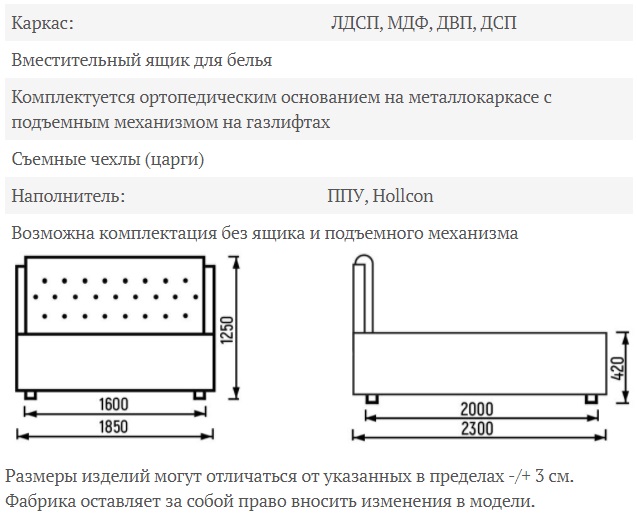 Каркас: ЛДСП, МДФ, ДВП, ДСП
Вместительный ящик для белья
Комплектуется ортопедическим основанием на металлокаркасе с
подъемным механизмом на газлифтах
Съемные чехлы (царги)
Наполнитель: ППУ, Hollcon
Возможна комплектация без ящика и подъемного механизма
1250
420
1600
2000
1850
2300
Размеры изделий могут отличаться от указанных в пределах -/+ 3 см.
Фабрика оставляет за собой право вносить изменения в модели.